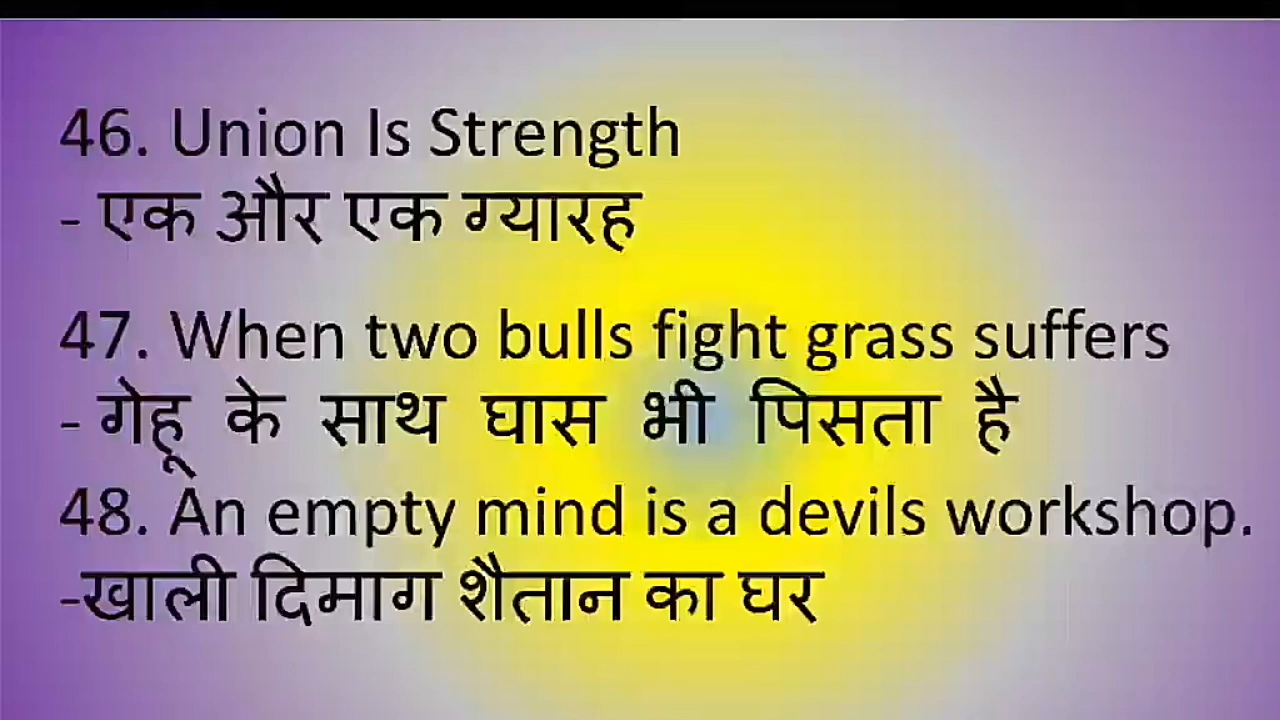 46. Union Is Strength
- एक और एक ग्यारह
47. When two bulls fight grass suffers
- गेहू के साथ घास भी पिसता है
48. An empty mind is a devils workshop.
-खाली दिमाग शैतान का घर